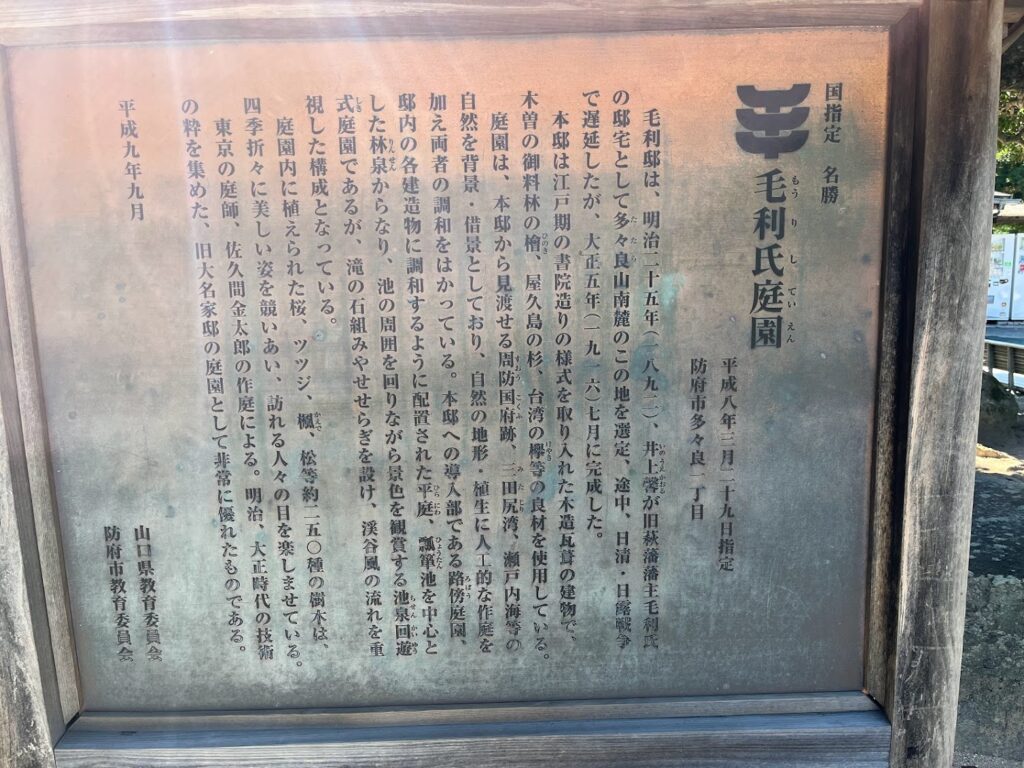 国指定 名勝
毛利氏庭園
もうりしていえん
平成八年三月二十九日指定
防府市多々良一丁目
毛利邸は、明治二十五年(一八九二)、井上馨が旧萩藩藩主毛利氏
の邸宅として多々良山南麓のこの地を選定、途中、日清・日露戦争
で遅延したが、大正五年(一九一六)七月に完成した。
本邸は江戸期の書院造りの様式を取り入れた木造瓦葺の建物で、
木曽の御料林の檜、屋久島の杉、台湾の欅等の良材を使用している。
庭園は、本邸から見渡せる周防国府跡、三田尻湾、瀬戸内海等の
自然を背景・借景としており、自然の地形・植生に人工的な作庭を
加え両者の調和をはかっている。本邸への導入部である路傍庭園、
邸内の各建造物に調和するように配置された平庭、瓢箪池を中心と
した林泉からなり、池の周囲を回りながら景色を観賞する池泉回遊
式庭園であるが、滝の石組みやせせらぎを設け、渓谷風の流れを重
視した構成となっている。
庭園内に植えられた桜、ツツジ、楓、松等約二五〇種の樹木は、
四季折々に美しい姿を競いあい、訪れる人々の目を楽しませている。
東京の庭師、佐久間金太郎の作庭による。明治、大正時代の技術
の粋を集めた、旧大名家邸の庭園として非常に優れたものである。
平成九年九月
山口県教育委員会
防府市教育委員会